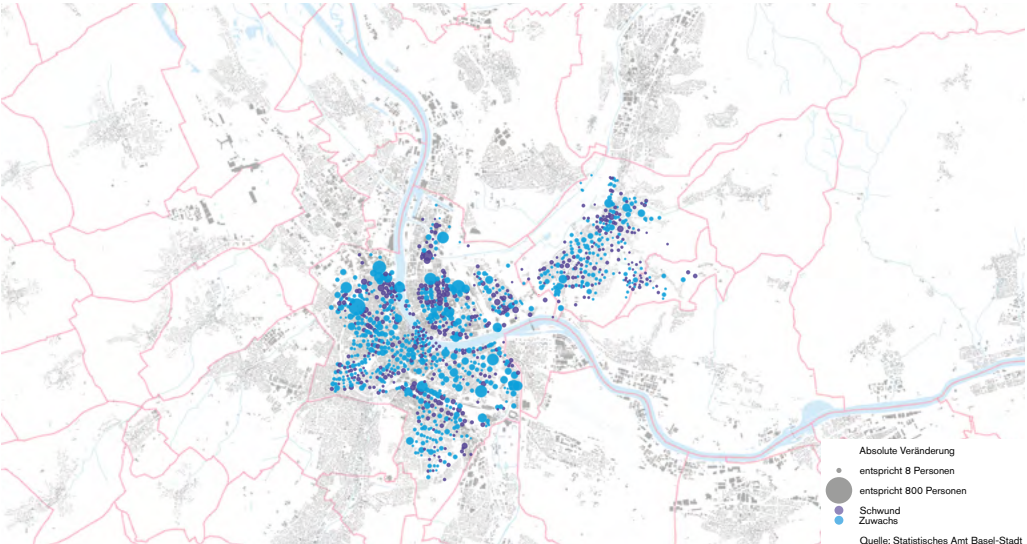 Absolute Veränderung
entspricht 8 Personen
entspricht 800 Personen
Schwund
Zuwachs
Quelle: Statistisches Amt Basel-Stadt